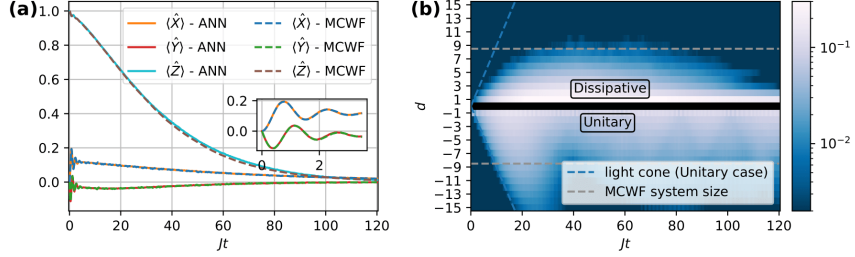 (a)
1.0
0.8
0.6
0.4
0.2
0.0
⟨X̂⟩ - ANN
⟨Ŷ⟩ - ANN
⟨Ẑ⟩ - ANN
⟨X̂⟩ - MCWF
⟨Ŷ⟩ - MCWF
⟨Ẑ⟩ - MCWF
0.2
0.0
0 2
0 20 40 60 80 100 120
Jt
(b)
15
13
11
9
7
5
3
1
−1
−3
−5
−7
−9
−11
−13
−15
d
Dissipative
Unitary
light cone (Unitary case)
MCWF system size
0 20 40 60 80 100 120
Jt
10⁻¹
10⁻²